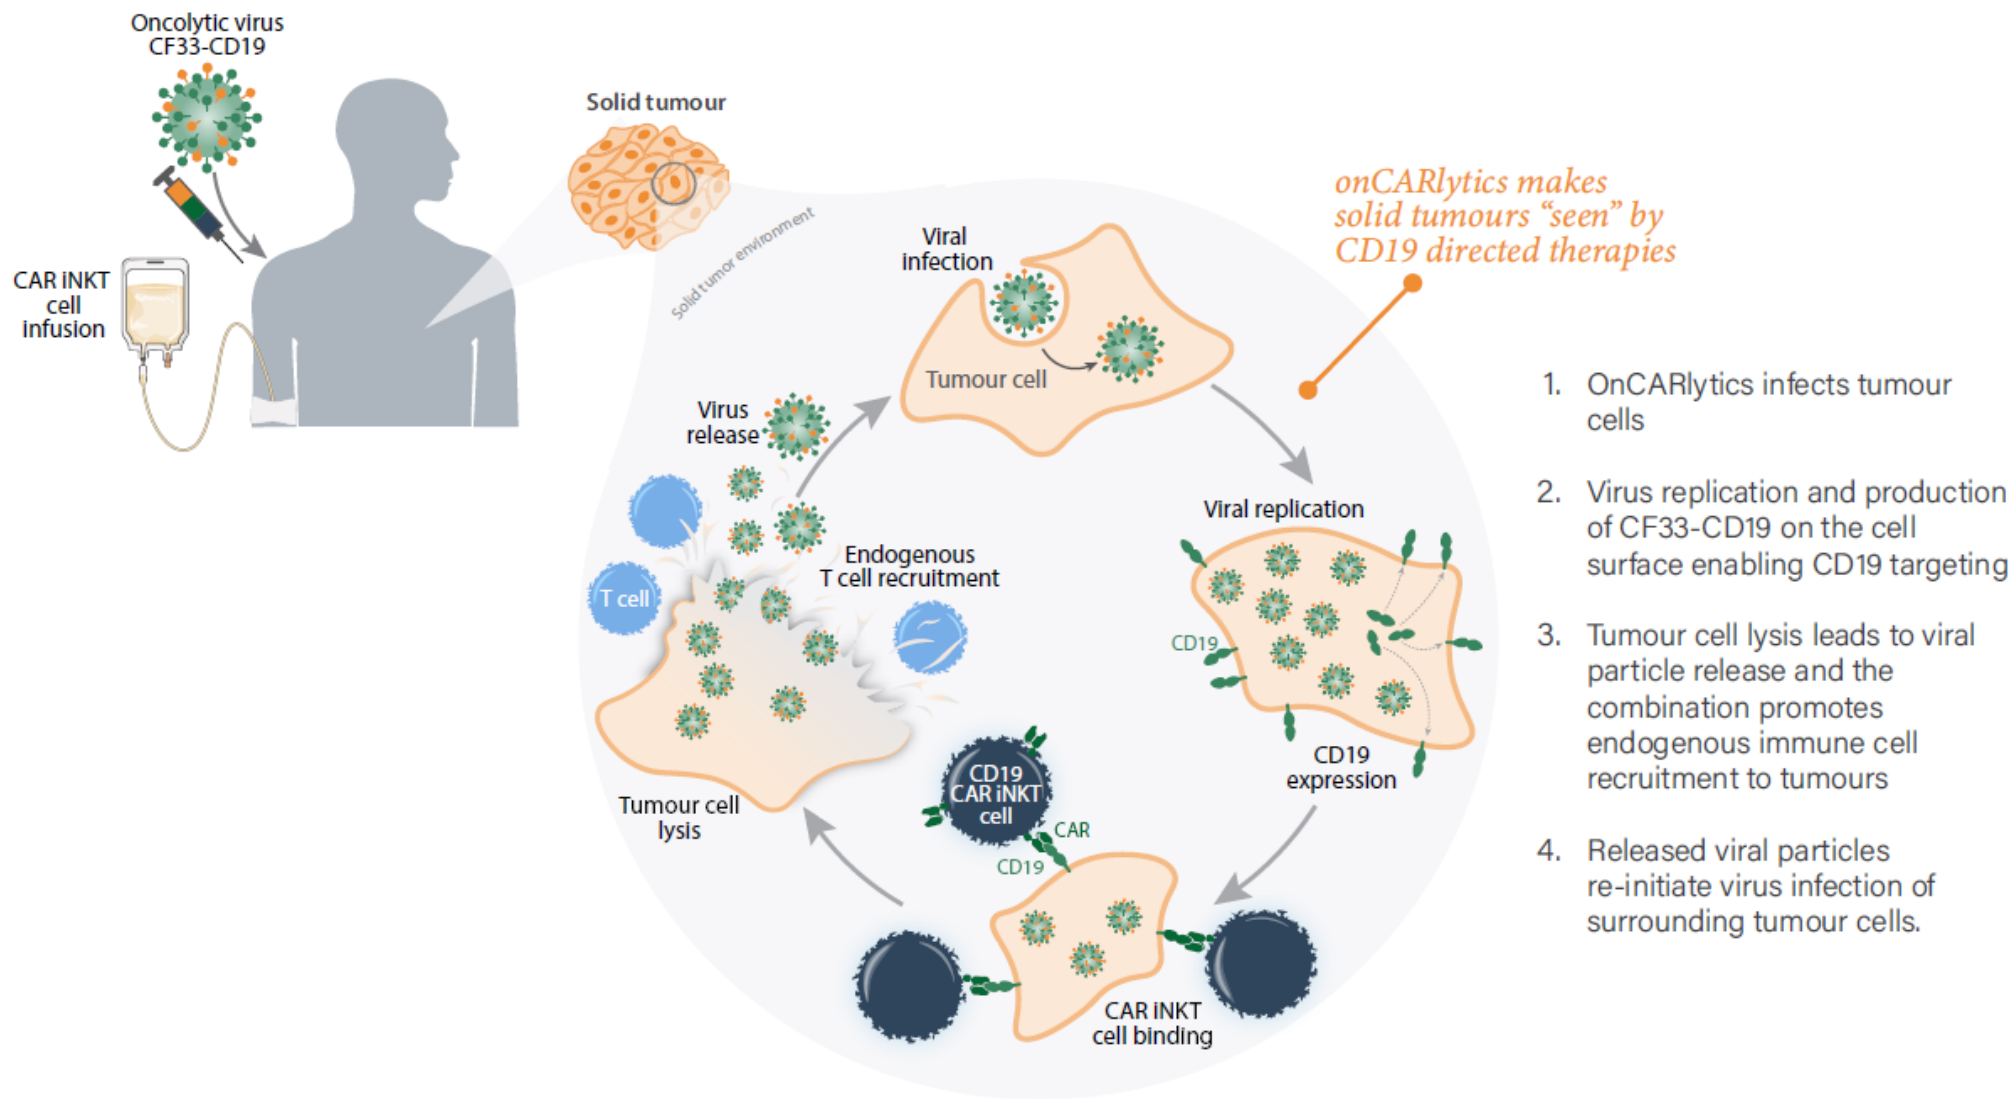 Oncolytic virus
CF33-CD19
CAR iNKT
cell
infusion
Solid tumour
Solid tumor environment
onCARlytics makes
solid tumours “seen” by
CD19 directed therapies
Viral
infection
Tumour cell
Viral replication
CD19
CD19
expression
CD19
CAR iNKT
cell
CAR
CD19
CAR iNKT
cell binding
Tumour cell
lysis
T cell
Endogenous
T cell recruitment
Virus
release
1. OnCARlytics infects tumour
cells
2. Virus replication and production
of CF33-CD19 on the cell
surface enabling CD19 targeting
3. Tumour cell lysis leads to viral
particle release and the
combination promotes
endogenous immune cell
recruitment to tumours
4. Released viral particles
re-initiate virus infection of
surrounding tumour cells.